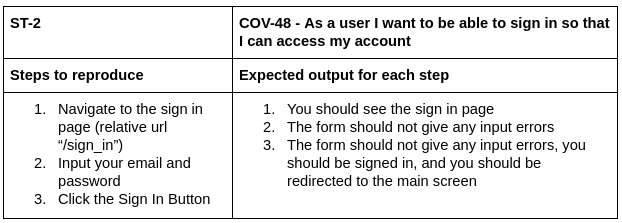 ST-2
COV-48 - As a user I want to be able to sign in so that
I can access my account
Steps to reproduce
Expected output for each step
1. Navigate to the sign in
page (relative url
“/sign_in”)
2. Input your email and
password
3. Click the Sign In Button
1. You should see the sign in page
2. The form should not give any input errors
3. The form should not give any input errors, you
should be signed in, and you should be
redirected to the main screen